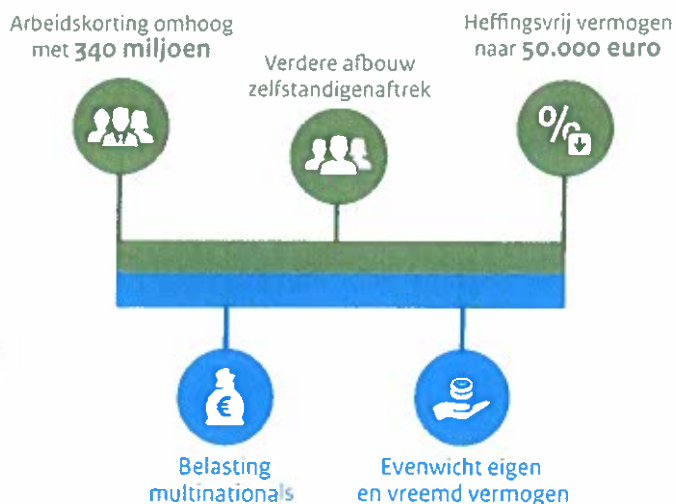 Arbeidskorting omhoog
met 340 miljoen
Verdere afbouw
zelfstandigenaftrek
Heffingsvrij vermogen
naar 50.000 euro
%
€
Belasting
multinationals
Evenwicht eigen
en vreemd vermogen